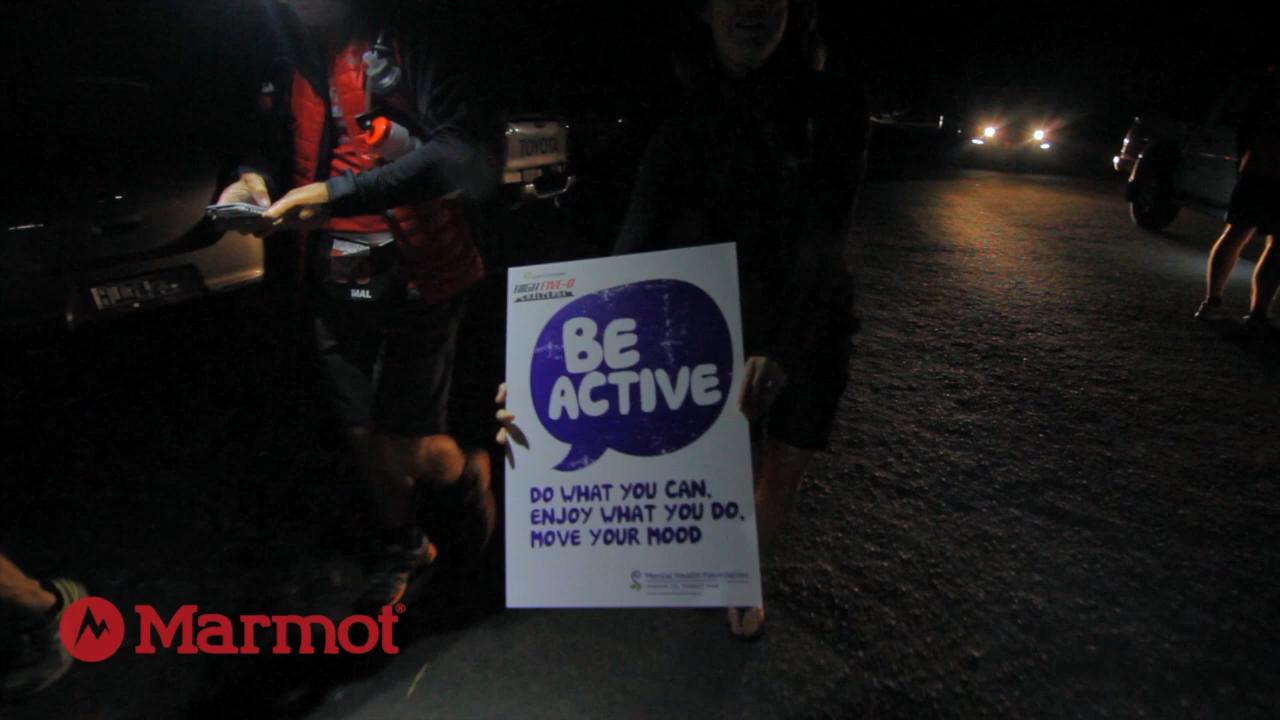 TOYOTA
MAL
HIGH FIVE-0
CHALLENGE
BE
ACTIVE
DO WHAT YOU CAN,
ENJOY WHAT YOU DO,
MOVE YOUR MOOD
Mental Health Foundation
Marmot®